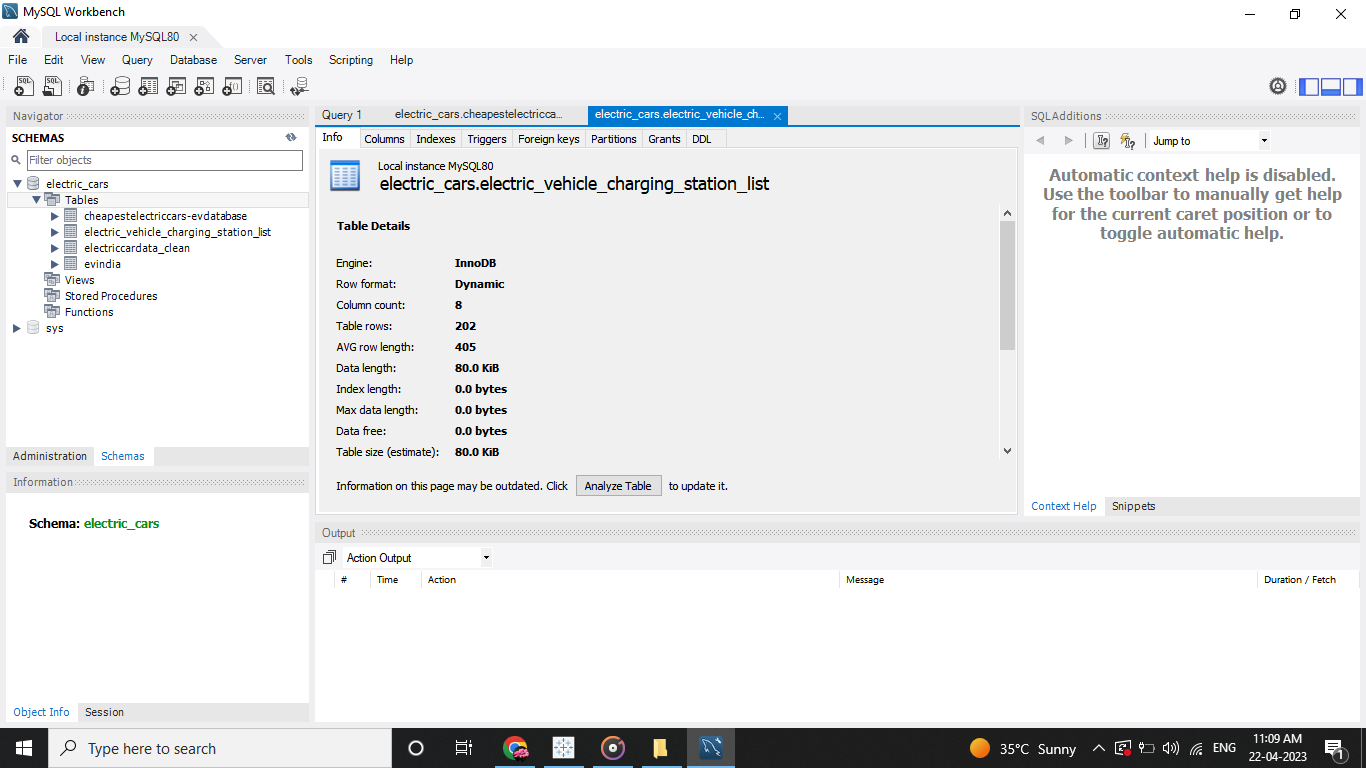 MySQL Workbench
Local instance MySQL80
File Edit View Query Database Server Tools Scripting Help
Navigator
SCHEMAS
Filter objects
electric_cars
Tables
cheapestelectriccars-evdatabase
electric_vehicle_charging_station_list
electriccardata_clean
evindia
Views
Stored Procedures
Functions
sys
Administration Schemas
Information
Schema: electric_cars
Object Info Session
Query 1 electric_cars.cheapestelectricca... electric_cars.electric_vehicle_ch...
Info Columns Indexes Triggers Foreign keys Partitions Grants DDL
Local instance MySQL80
electric_cars.electric_vehicle_charging_station_list
Table Details
Engine: InnoDB
Row format: Dynamic
Column count: 8
Table rows: 202
AVG row length: 405
Data length: 80.0 KiB
Index length: 0.0 bytes
Max data length: 0.0 bytes
Data free: 0.0 bytes
Table size (estimate): 80.0 KiB
Information on this page may be outdated. Click Analyze Table to update it.
Output
Action Output
# Time Action Message Duration / Fetch
SQLAdditions
Jump to
Automatic context help is disabled.
Use the toolbar to manually get help
for the current caret position or to
toggle automatic help.
Context Help Snippets
Type here to search
35°C Sunny
ENG
11:09 AM
22-04-2023
1